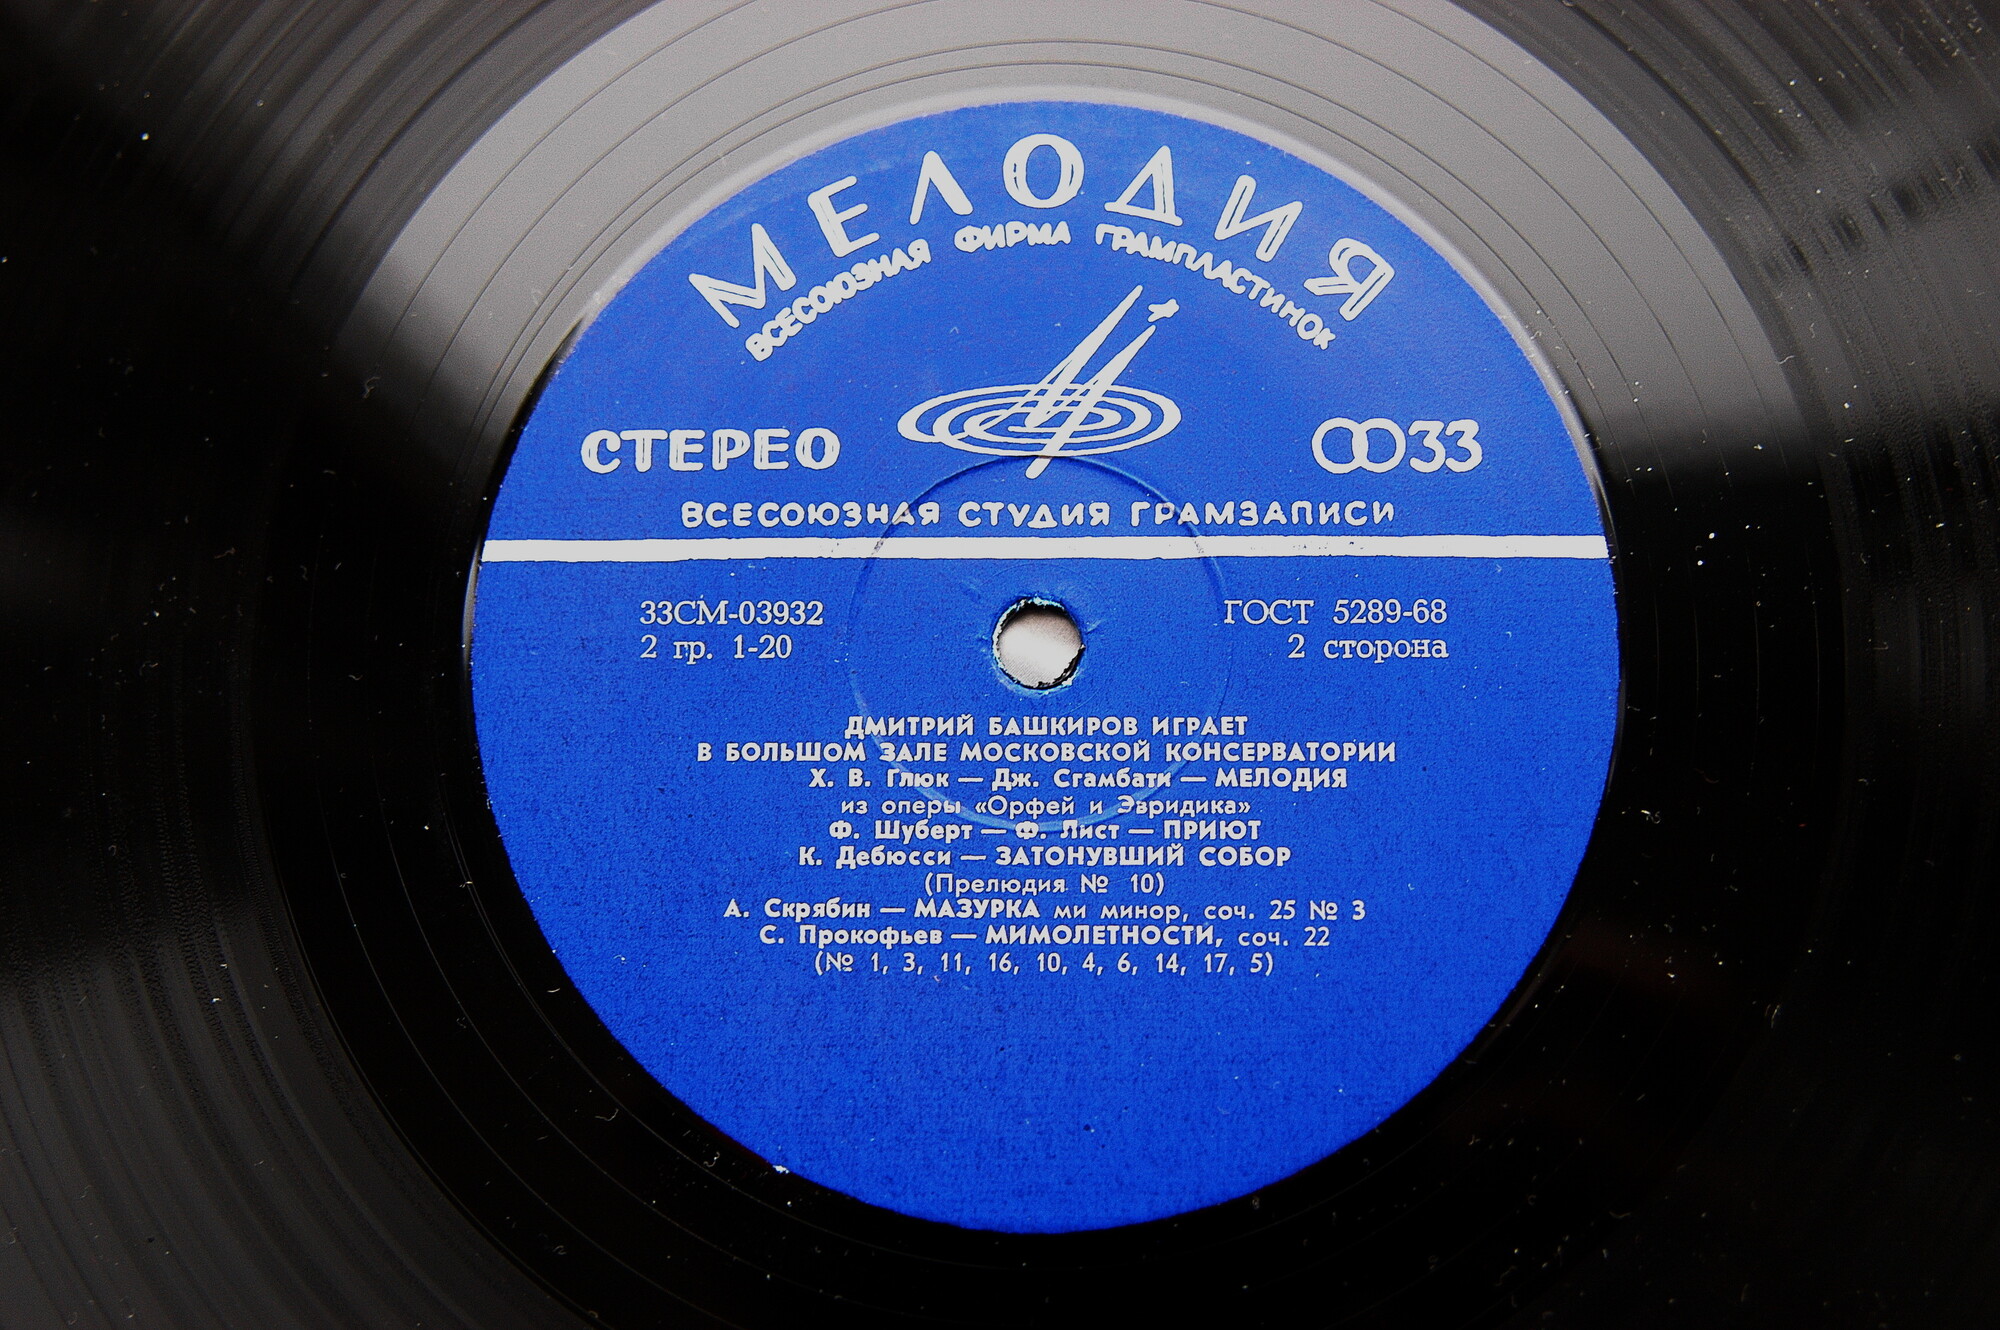 МЕЛОДИЯ
ВСЕСОЮЗНАЯ ФИРМА ГРАМПЛАСТИНОК
СТЕРЕО 33
ВСЕСОЮЗНАЯ СТУДИЯ ГРАМЗАПИСИ
33СМ-03932 ГОСТ 5289-68
2 гр. 1-20 2 сторона
ДМИТРИЙ БАШКИРОВ ИГРАЕТ
В БОЛЬШОМ ЗАЛЕ МОСКОВСКОЙ КОНСЕРВАТОРИИ
Х. В. Глюк — Дж. Сгамбати — МЕЛОДИЯ
из оперы «Орфей и Эвридика»
Ф. Шуберт — Ф. Лист — ПРИЮТ
К. Дебюсси — ЗАТОНУВШИЙ СОБОР
(Прелюдия № 10)
А. Скрябин — МАЗУРКА ми минор, соч. 25 № 3
С. Прокофьев — МИМОЛЕТНОСТИ, соч. 22
(№ 1, 3, 11, 16, 10, 4, 6, 14, 17, 5)